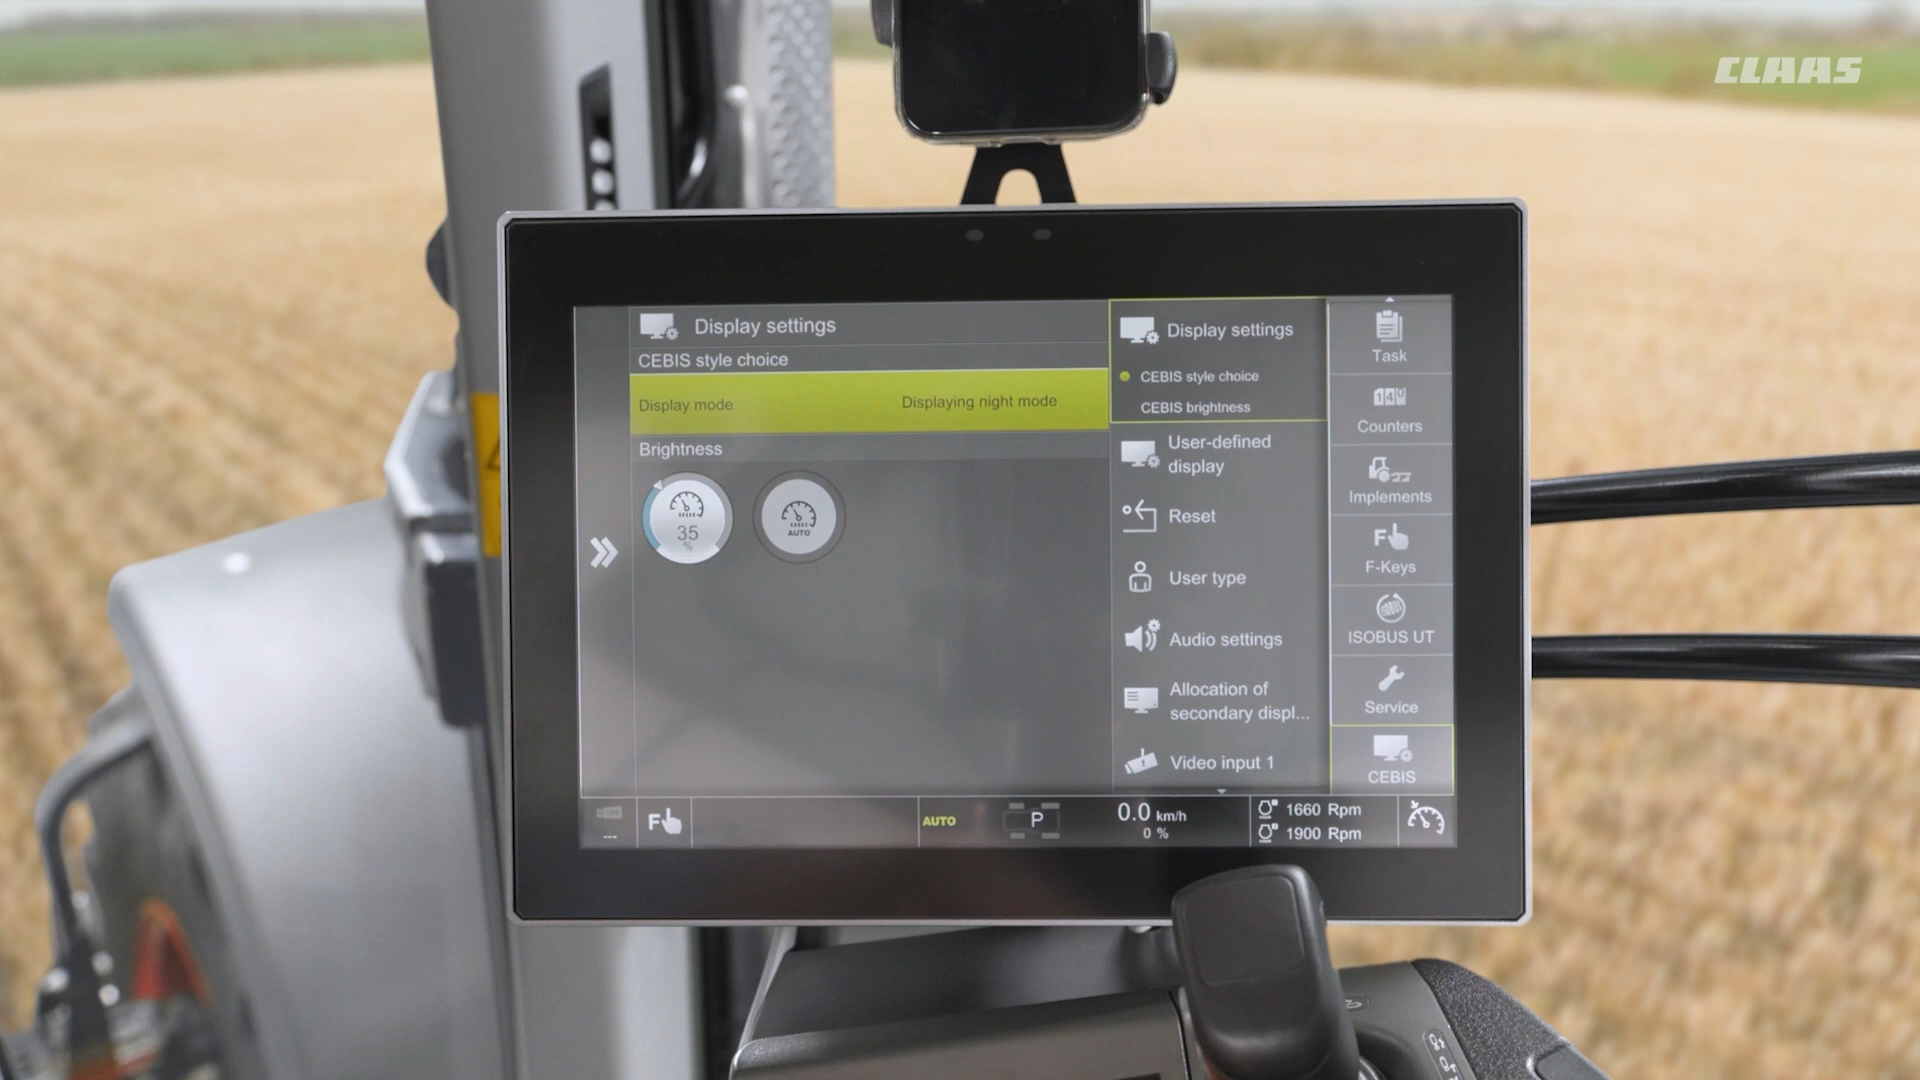 CLAAS
Display settings
CEBIS style choice
Display mode
Displaying night mode
Brightness
35
%
AUTO
Display settings
CEBIS style choice
CEBIS brightness
User-defined
display
Reset
User type
Audio settings
Allocation of
secondary displ...
Video input 1
Task
140
Counters
Implements
F
F-Keys
ISOBUS UT
Service
CEBIS
---
F
AUTO
P
0.0 km/h
0 %
1660 Rpm
1900 Rpm